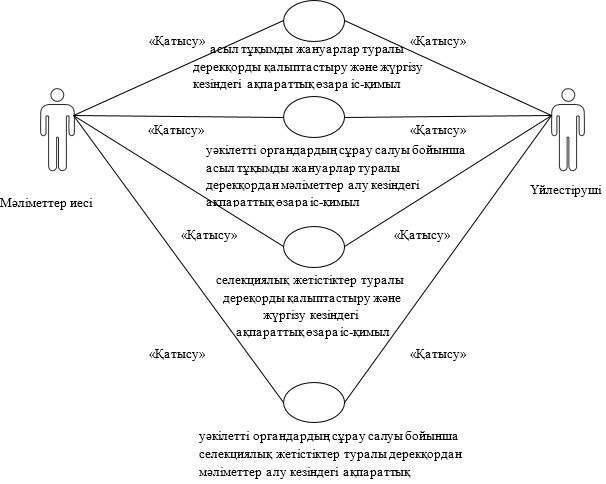 «Қатысу» «Қатысу»
асыл тұқымды жануарлар туралы
дерекқорды қалыптастыру және жүргізу
кезіндегі ақпараттық өзара іс-қимыл
«Қатысу» «Қатысу»
уәкілетті органдардың сұрау салуы бойынша
асыл тұқымды жануарлар туралы
дерекқордан мәліметтер алу кезіндегі
ақпараттық өзара іс-қимыл
Мәліметтер иесі
Үйлестіруші
«Қатысу» «Қатысу»
селекциялық жетістіктер туралы
дереқорды қалыптастыру және
жүргізу кезіндегі
ақпараттық өзара іс-қимыл
«Қатысу» «Қатысу»
уәкілетті органдардың сұрау салуы бойынша
селекциялық жетістіктер туралы дерекқордан
мәліметтер алу кезіндегі ақпараттық